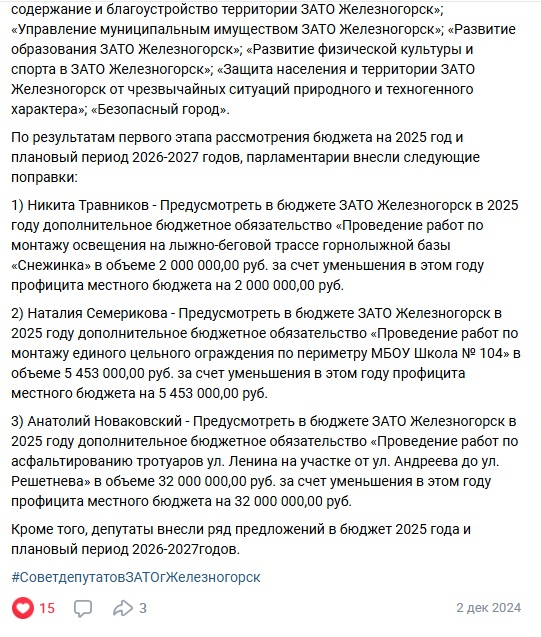 содержание и благоустройство территории ЗАТО Железногорск»;
«Управление муниципальным имуществом ЗАТО Железногорск»; «Развитие
образования ЗАТО Железногорск»; «Развитие физической культуры и
спорта в ЗАТО Железногорск»; «Защита населения и территории ЗАТО
Железногорск от чрезвычайных ситуаций природного и техногенного
характера»; «Безопасный город».
По результатам первого этапа рассмотрения бюджета на 2025 год и
плановый период 2026-2027 годов, парламентарии внесли следующие
поправки:
1) Никита Травников - Предусмотреть в бюджете ЗАТО Железногорск в 2025
году дополнительное бюджетное обязательство «Проведение работ по
монтажу освещения на лыжно-беговой трассе горнолыжной базы
«Снежинка» в объеме 2 000 000,00 руб. за счет уменьшения в этом году
профицита местного бюджета на 2 000 000,00 руб.
2) Наталия Семерикова - Предусмотреть в бюджете ЗАТО Железногорск в
2025 году дополнительное бюджетное обязательство «Проведение работ по
монтажу единого цельного ограждения по периметру МБОУ Школа № 104» в
объеме 5 453 000,00 руб. за счет уменьшения в этом году профицита
местного бюджета на 5 453 000,00 руб.
3) Анатолий Новаковский - Предусмотреть в бюджете ЗАТО Железногорск в
2025 году дополнительное бюджетное обязательство «Проведение работ по
асфальтированию тротуаров ул. Ленина на участке от ул. Андреева до ул.
Решетнева» в объеме 32 000 000,00 руб. за счет уменьшения в этом году
профицита местного бюджета на 32 000 000,00 руб.
Кроме того, депутаты внесли ряд предложений в бюджет 2025 года и
плановый период 2026-2027годов.
#СоветдепутатовЗАТОгЖелезногорск
15 3 2 дек 2024